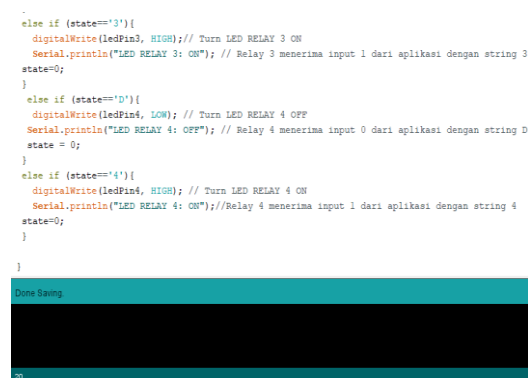 else if (state=='3'){
digitalWrite(ledPin3, HIGH);// Turn LED RELAY 3 ON
Serial.println("LED RELAY 3: ON"); // Relay 3 menerima input 1 dari aplikasi dengan string 3
state=0;
}
else if (state=='D'){
digitalWrite(ledPin4, LOW); // Turn LED RELAY 4 OFF
Serial.println("LED RELAY 4: OFF"); // Relay 4 menerima input 0 dari aplikasi dengan string D
state = 0;
}
else if (state=='4'){
digitalWrite(ledPin4, HIGH); // Turn LED RELAY 4 ON
Serial.println("LED RELAY 4: ON");//Relay 4 menerima input 1 dari aplikasi dengan string 4
state=0;
}
}
Done Saving.
20